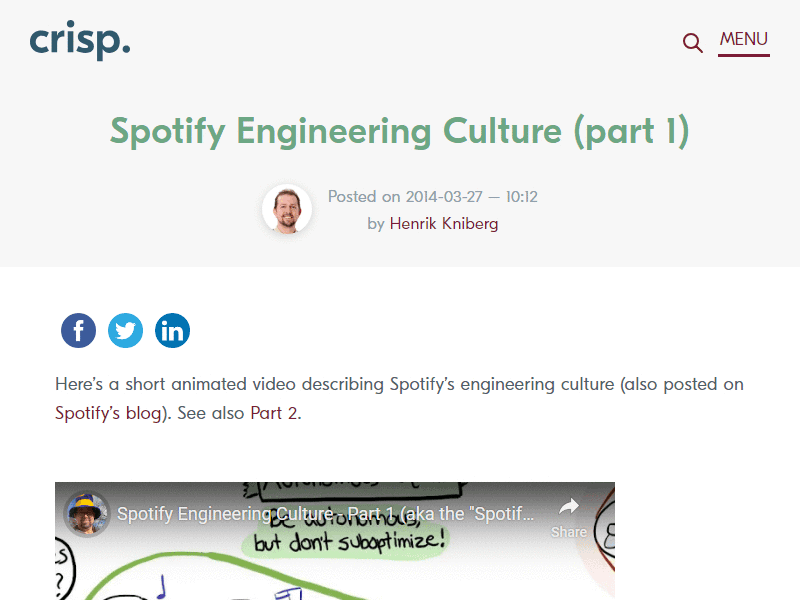 crisp.
MENU
Spotify Engineering Culture (part 1)
Posted on 2014-03-27 — 10:12
by Henrik Kniberg
f
in
Here's a short animated video describing Spotify's engineering culture (also posted on
Spotify's blog). See also Part 2.
Spotify Engineering Culture - Part 1 (aka the "Spotif...
Share
Be autonomous,
but don't suboptimize!